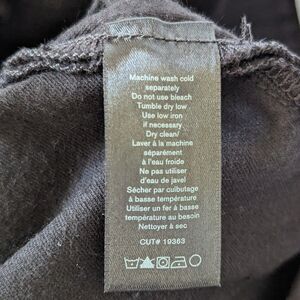 Machine wash cold
separately
Do not use bleach
Tumble dry low
Use low iron
if necessary
Dry clean/
Laver à la machine
séparément
à l'eau froide
Ne pas utiliser
d'eau de javel
Sécher par culbutage
à basse température
Utiliser un fer à basse
température au besoin
Nettoyer à sec
CUT# 19363